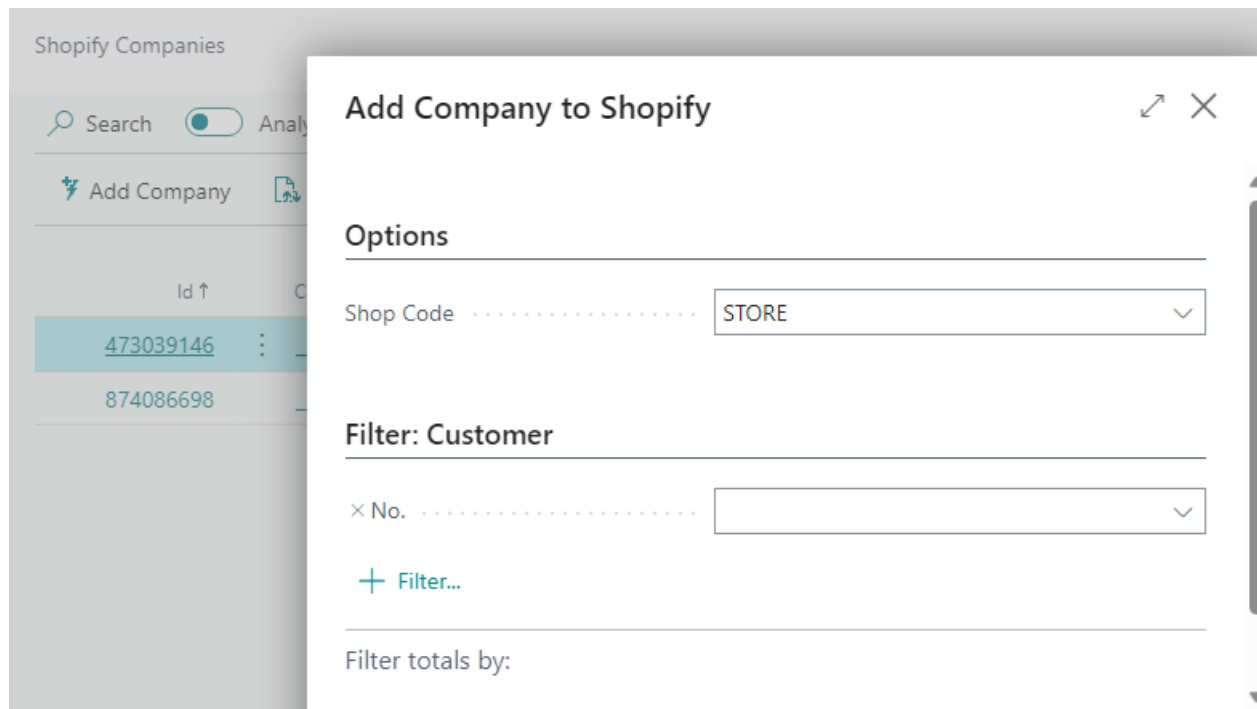 Shopify Companies
Add Company to Shopify
Search
Analy
Add Company
Options
Id ↑
C
Shop Code
STORE
473039146
874086698
Filter: Customer
× No.
+ Filter...
Filter totals by: